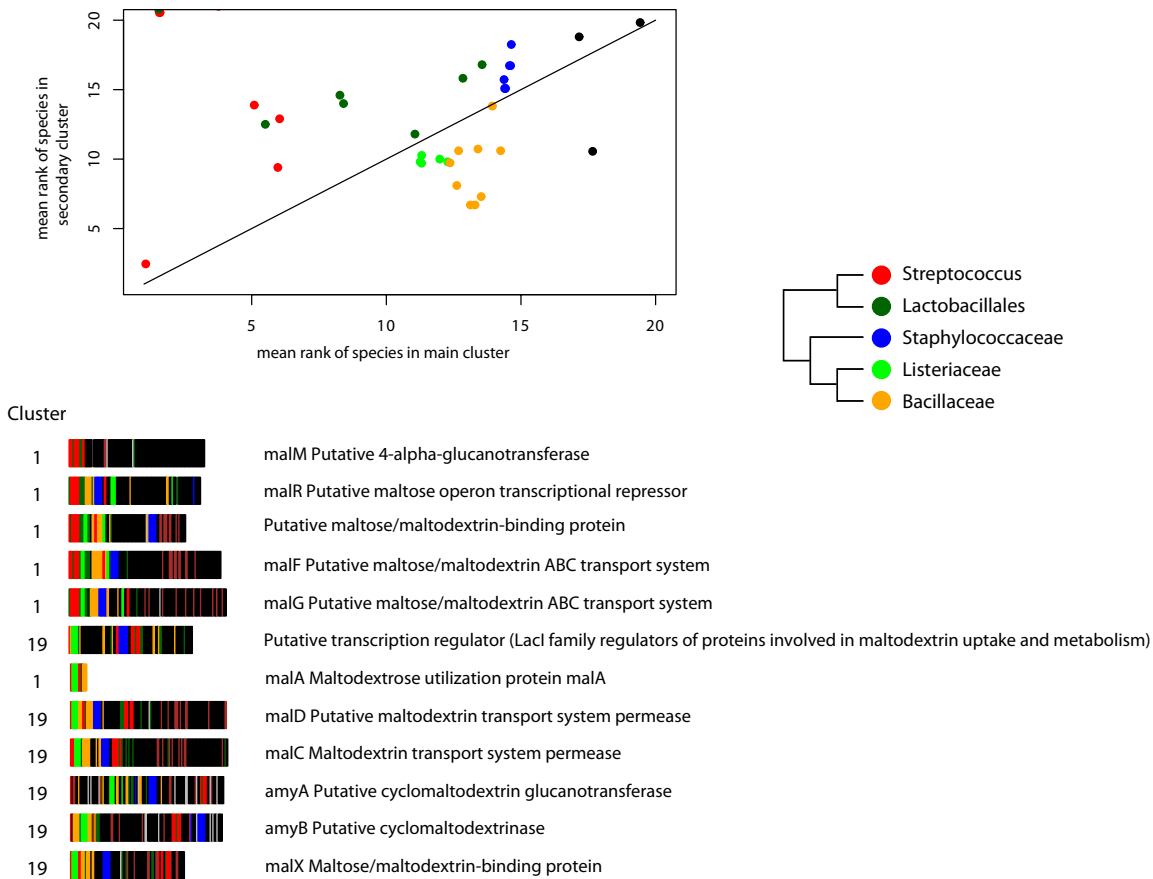 20
15
10
5
mean rank of species in
secondary cluster
5
10
15
20
mean rank of species in main cluster
Streptococcus
Lactobacillales
Staphylococcaceae
Listeriaceae
Bacillaceae
Cluster
1 malM Putative 4-alpha-glucanotransferase
1 malR Putative maltose operon transcriptional repressor
1 Putative maltose/maltodextrin-binding protein
1 malF Putative maltose/maltodextrin ABC transport system
1 malG Putative maltose/maltodextrin ABC transport system
19 Putative transcription regulator (LacI family regulators of proteins involved in maltodextrin uptake and metabolism)
1 malA Maltodextrose utilization protein malA
19 malD Putative maltodextrin transport system permease
19 malC Maltodextrin transport system permease
19 amyA Putative cyclomaltodextrin glucanotransferase
19 amyB Putative cyclomaltodextrinase
19 malX Maltose/maltodextrin-binding protein